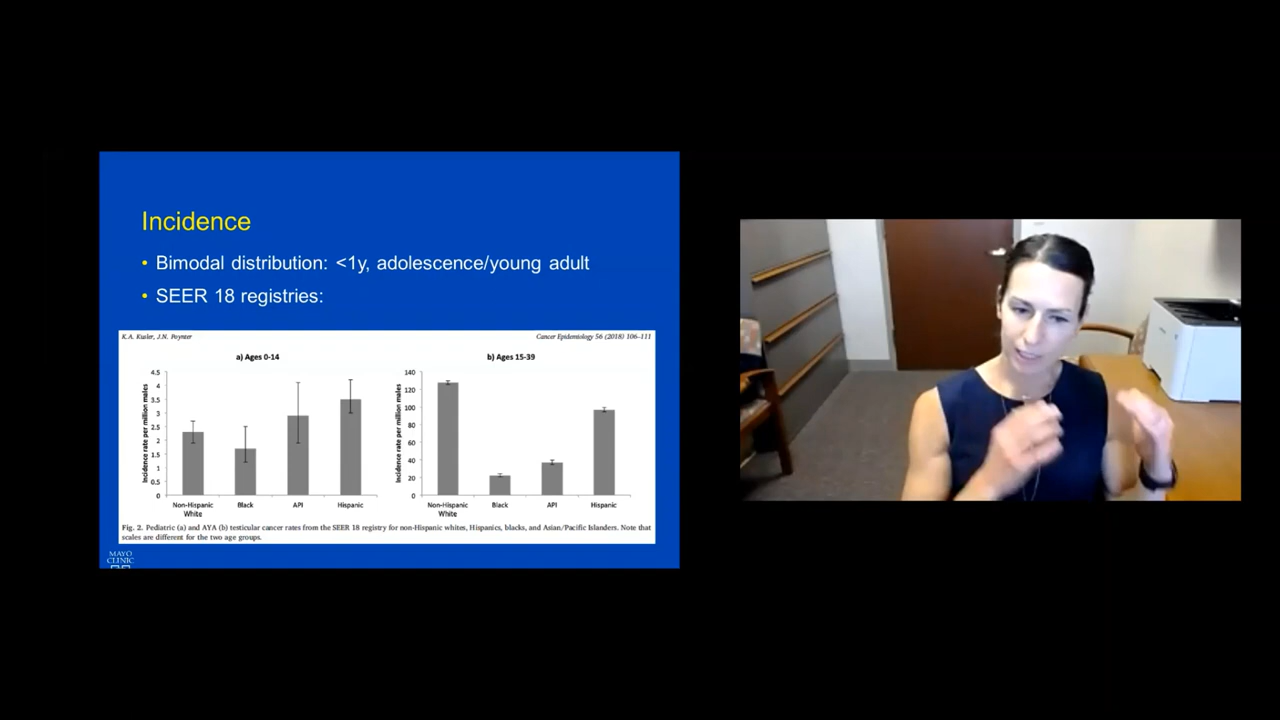 Incidence
• Bimodal distribution: <1y, adolescence/young adult
• SEER 18 registries:
K.A. Kusler, J.N. Poynter
Cancer Epidemiology 56 (2018) 106–111
a) Ages 0-14
Incidence rate per million males
4.5
4
3.5
3
2.5
2
1.5
1
0.5
0
Non-Hispanic
White
Black
API
Hispanic
b) Ages 15-39
Incidence rate per million males
140
120
100
80
60
40
20
0
Non-Hispanic
White
Black
API
Hispanic
Fig. 2. Pediatric (a) and AYA (b) testicular cancer rates from the SEER 18 registry for non-Hispanic whites, Hispanics, blacks, and Asian/Pacific Islanders. Note that
scales are different for the two age groups.
MAYO
CLINIC